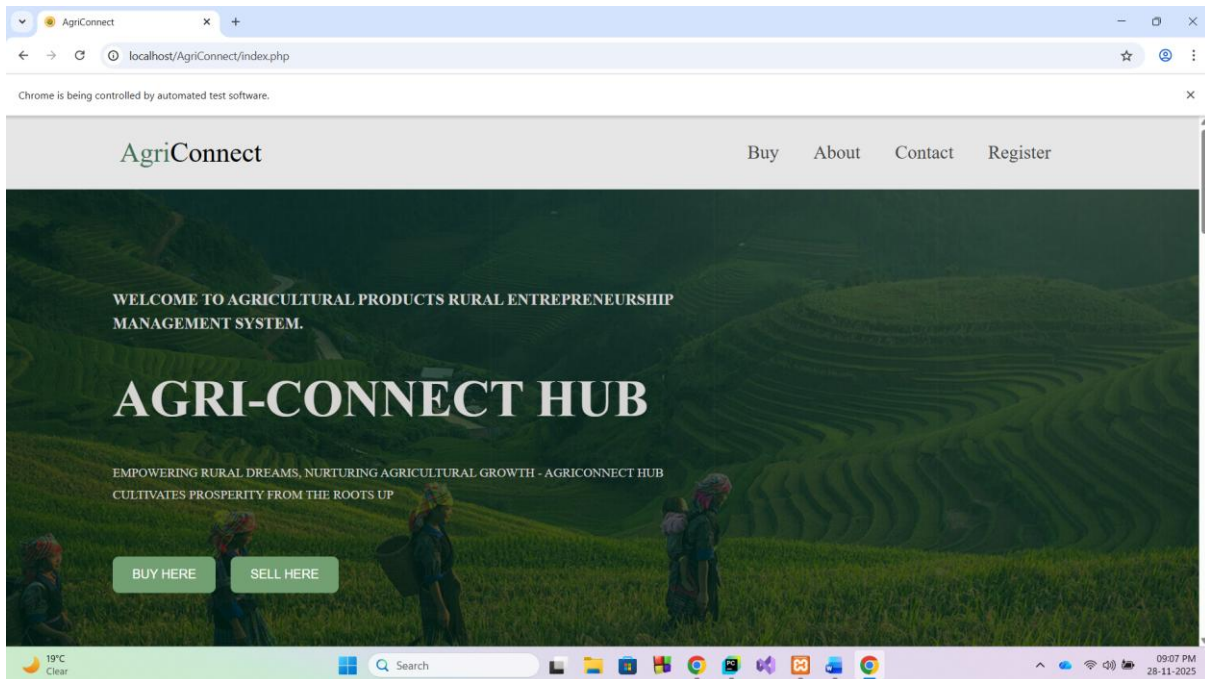 AgriConnect
localhost/AgriConnect/index.php
Chrome is being controlled by automated test software.
AgriConnect Buy About Contact Register
WELCOME TO AGRICULTURAL PRODUCTS RURAL ENTREPRENEURSHIP
MANAGEMENT SYSTEM.
AGRI-CONNECT HUB
EMPOWERING RURAL DREAMS, NURTURING AGRICULTURAL GROWTH - AGRICONNECT HUB
CULTIVATES PROSPERITY FROM THE ROOTS UP
BUY HERE SELL HERE
19°C
Clear
Search
09:07 PM
28-11-2025